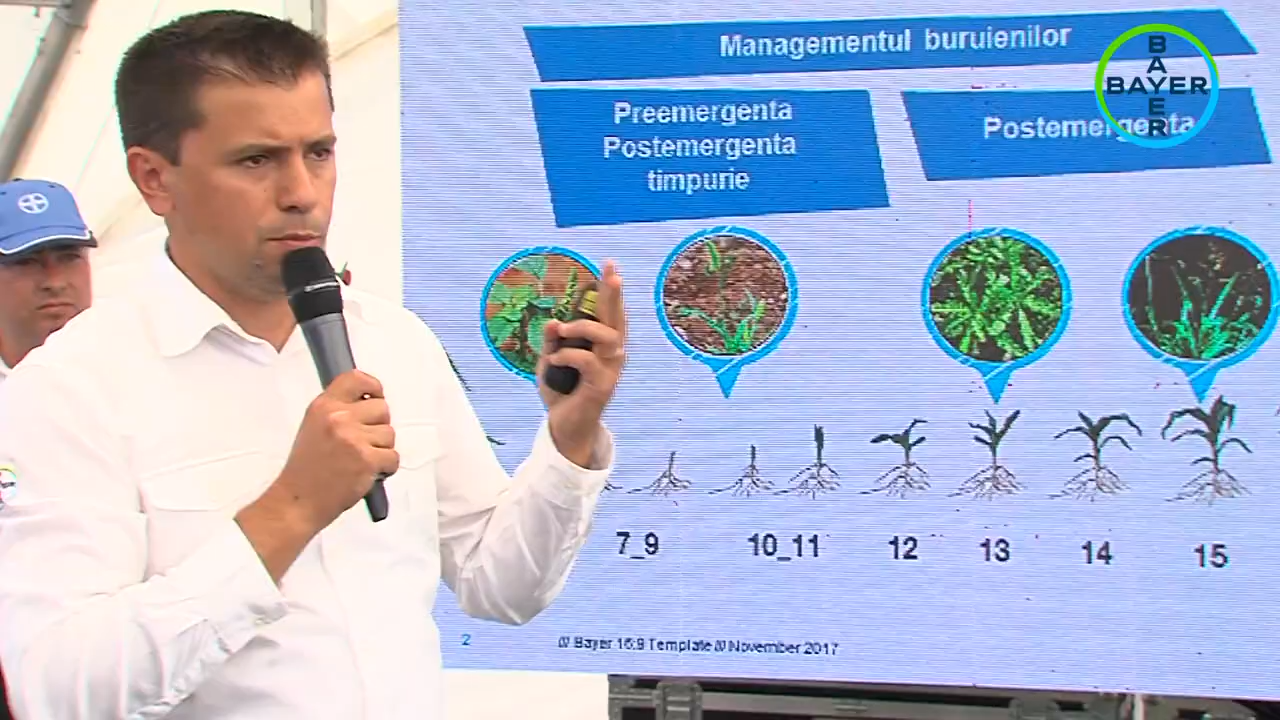 Managementul buruienilor
Preemergenta
Postemergenta
timpurie
Postemergenta
BAYER
BAYER
7_9
10_11
12
13
14
15
2
/// Bayer 16:9 Template /// November 2017